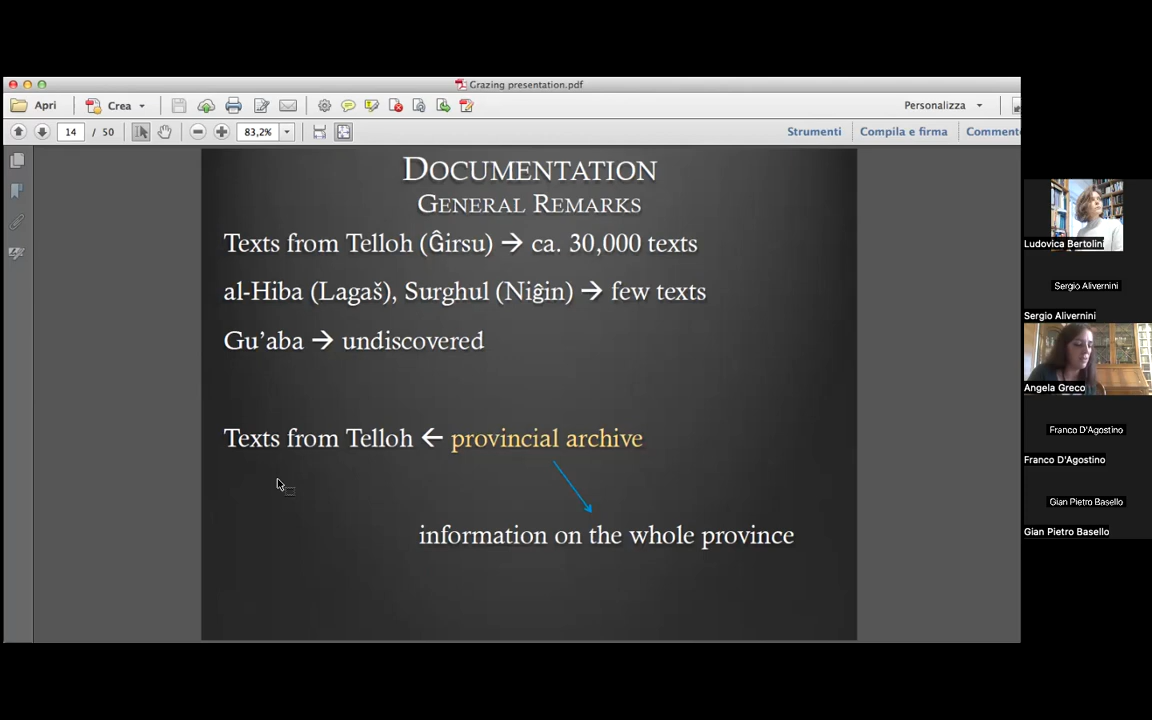 Grazing presentation.pdf
Apri
Crea
Personalizza
14 / 50
83,2%
Strumenti
Compila e firma
Comment
DOCUMENTATION
GENERAL REMARKS
Texts from Telloh (Ĝirsu) → ca. 30,000 texts
al-Hiba (Lagaš), Surghul (Niĝin) → few texts
Gu’aba → undiscovered
Texts from Telloh ← provincial archive
information on the whole province
Ludovica Bertolini
Sergio Alivernini
Sergio Alivernini
Angela Greco
Franco D'Agostino
Franco D'Agostino
Gian Pietro Basello
Gian Pietro Basello